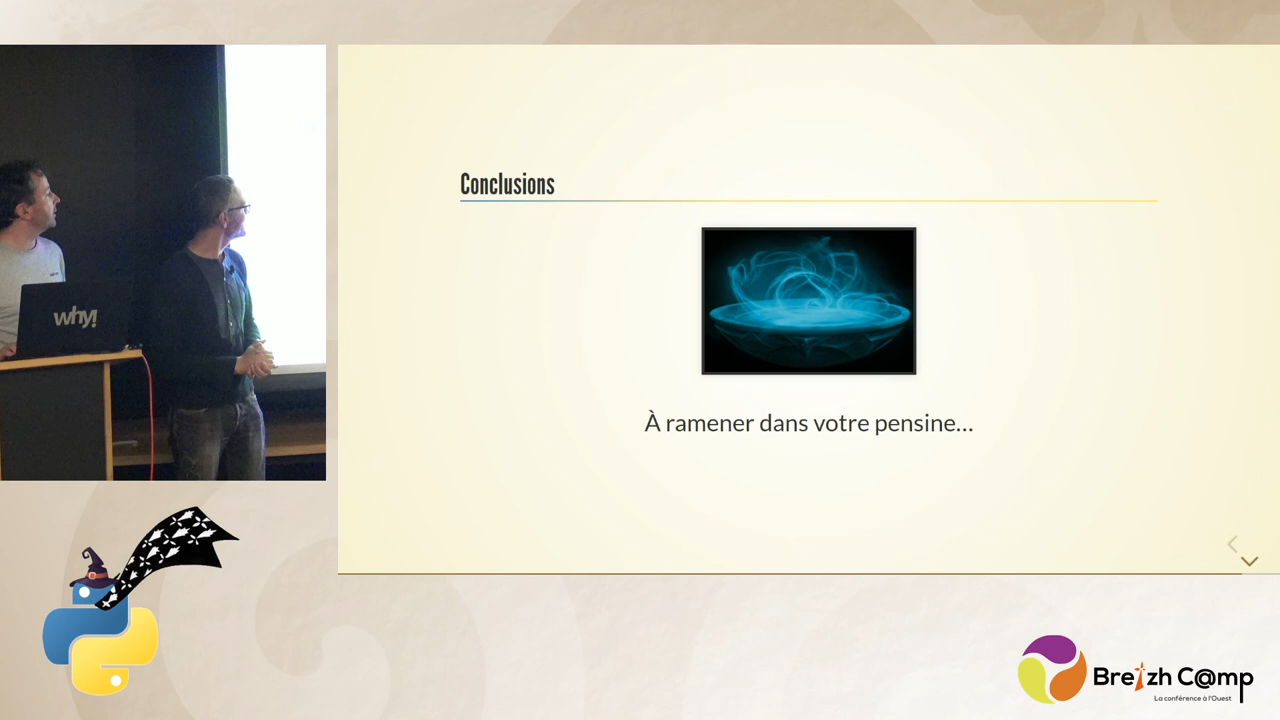 Conclusions
why!
À ramener dans votre pensine...
Breizh C@mp
La conférence à l'Ouest